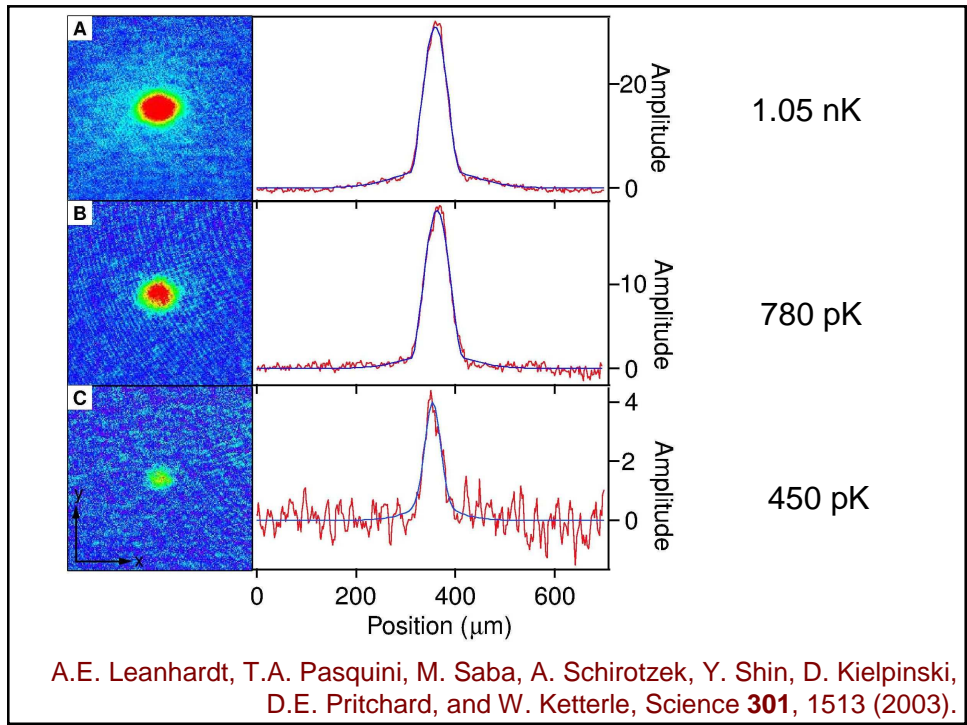 A
20
0
Amplitude
1.05 nK
B
10
0
Amplitude
780 pK
C
4
2
0
Amplitude
450 pK
y
x
0 200 400 600
Position (μm)
A.E. Leanhardt, T.A. Pasquini, M. Saba, A. Schirotzek, Y. Shin, D. Kielpinski,
D.E. Pritchard, and W. Ketterle, Science 301, 1513 (2003).